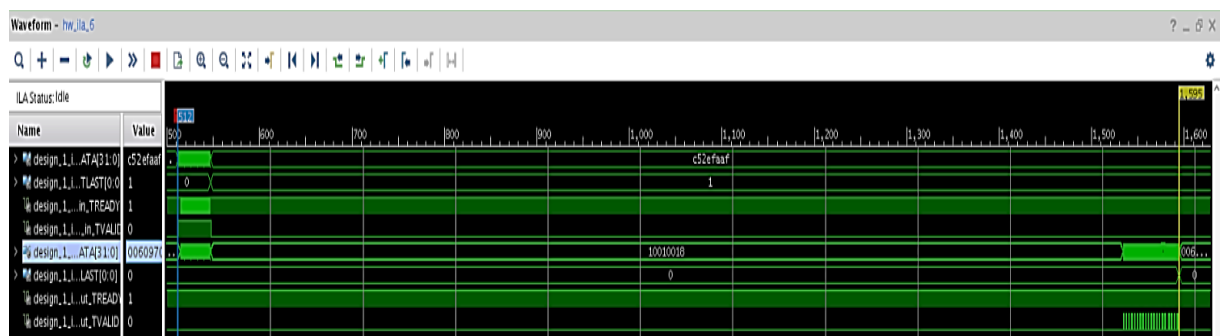 Waveform - hw_ila_6
? _ X
ILA Status: Idle
1,595
512
Name Value 500 600 700 800 900 1,000 1,100 1,200 1,300 1,400 1,500 1,600
design_1_i...ATA[31:0] c52efaaf . c52efaaf
design_1_i...TLAST[0:0 1 0 1
design_1_...in_TREADY 1
design_1_i..._in_TVALID 0
design_1_...ATA[31:0] 0060970 .. 10010018 006...
design_1_i...LAST[0:0] 0 0 0
design_1_i...ut_TREADY 1
design_1_i...ut_TVALID 0